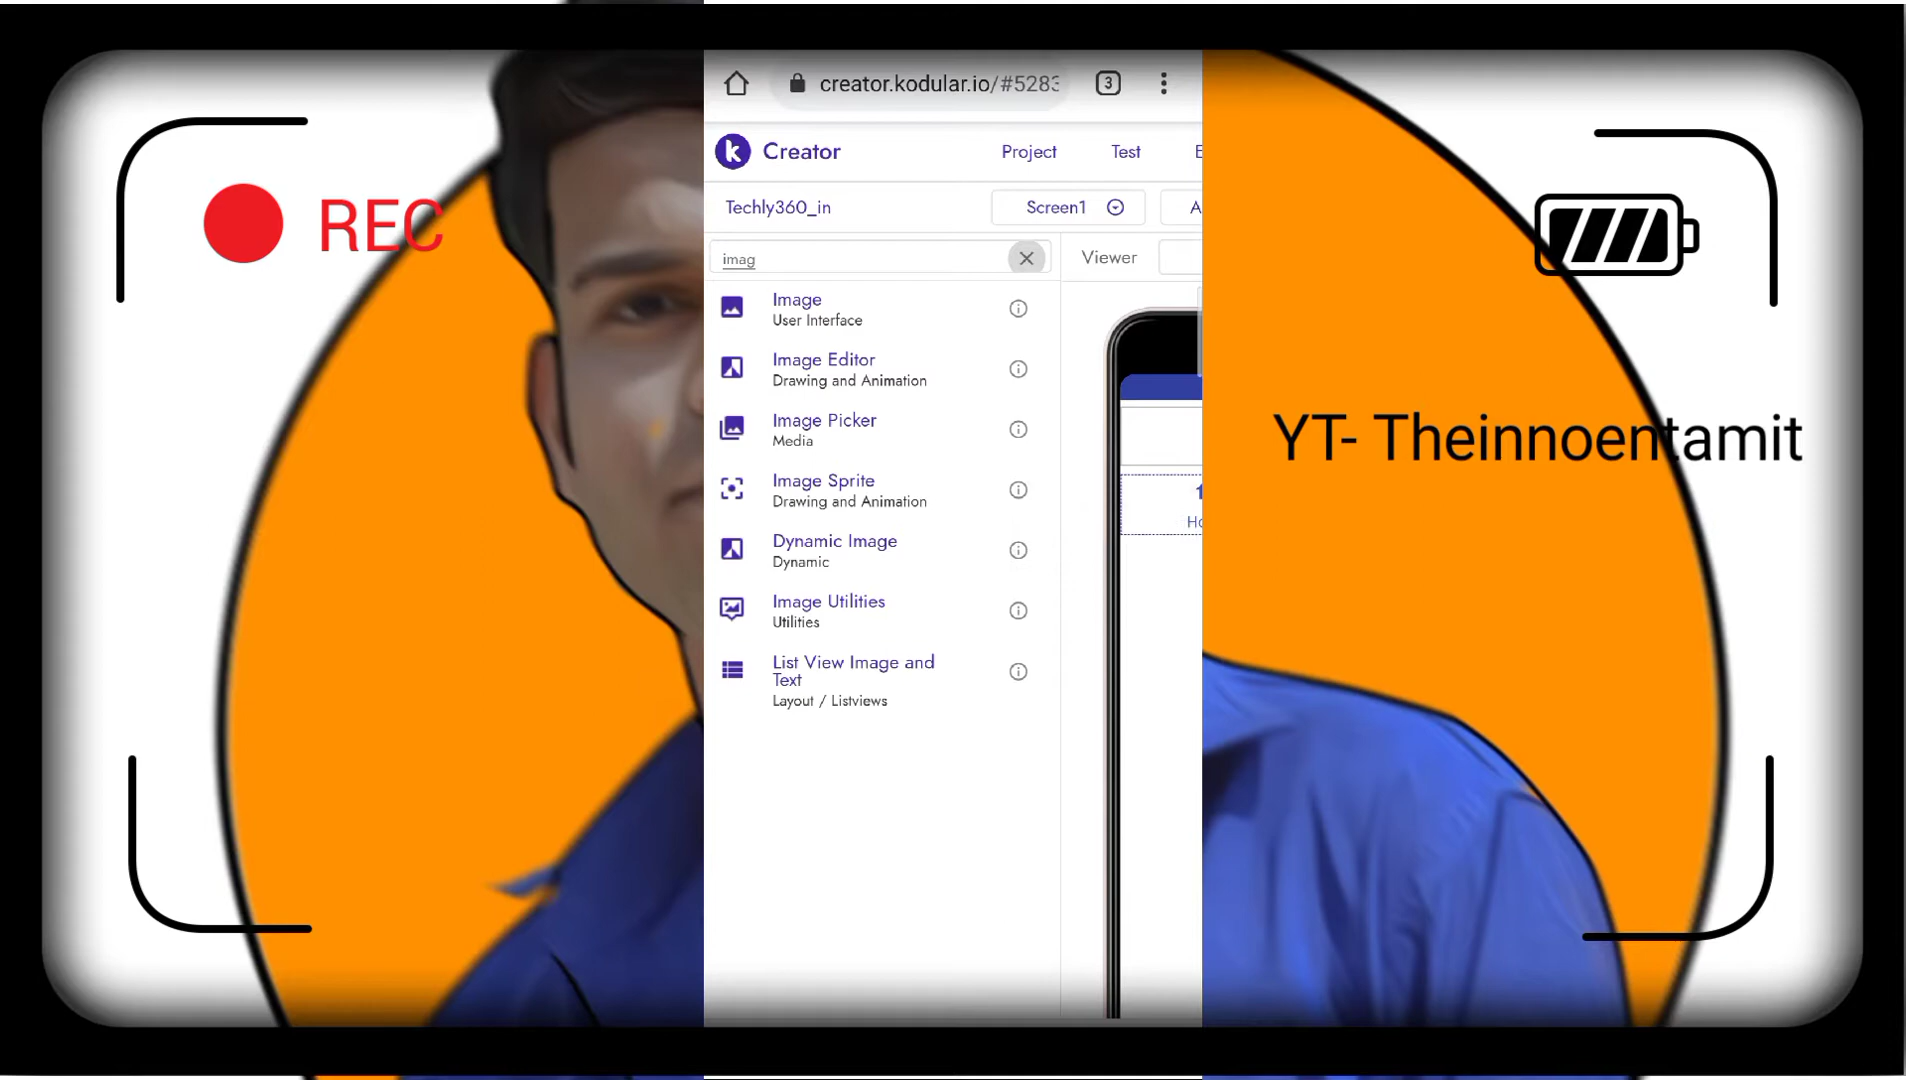 creator.kodular.io/#5283
3
REC
Creator
Project
Test
Techly360_in
Screen1
imag
Viewer
Image
User Interface
Image Editor
Drawing and Animation
Image Picker
Media
YT- Theinnoentamit
Image Sprite
Drawing and Animation
Ho
Dynamic Image
Dynamic
Image Utilities
Utilities
List View Image and
Text
Layout / Listviews